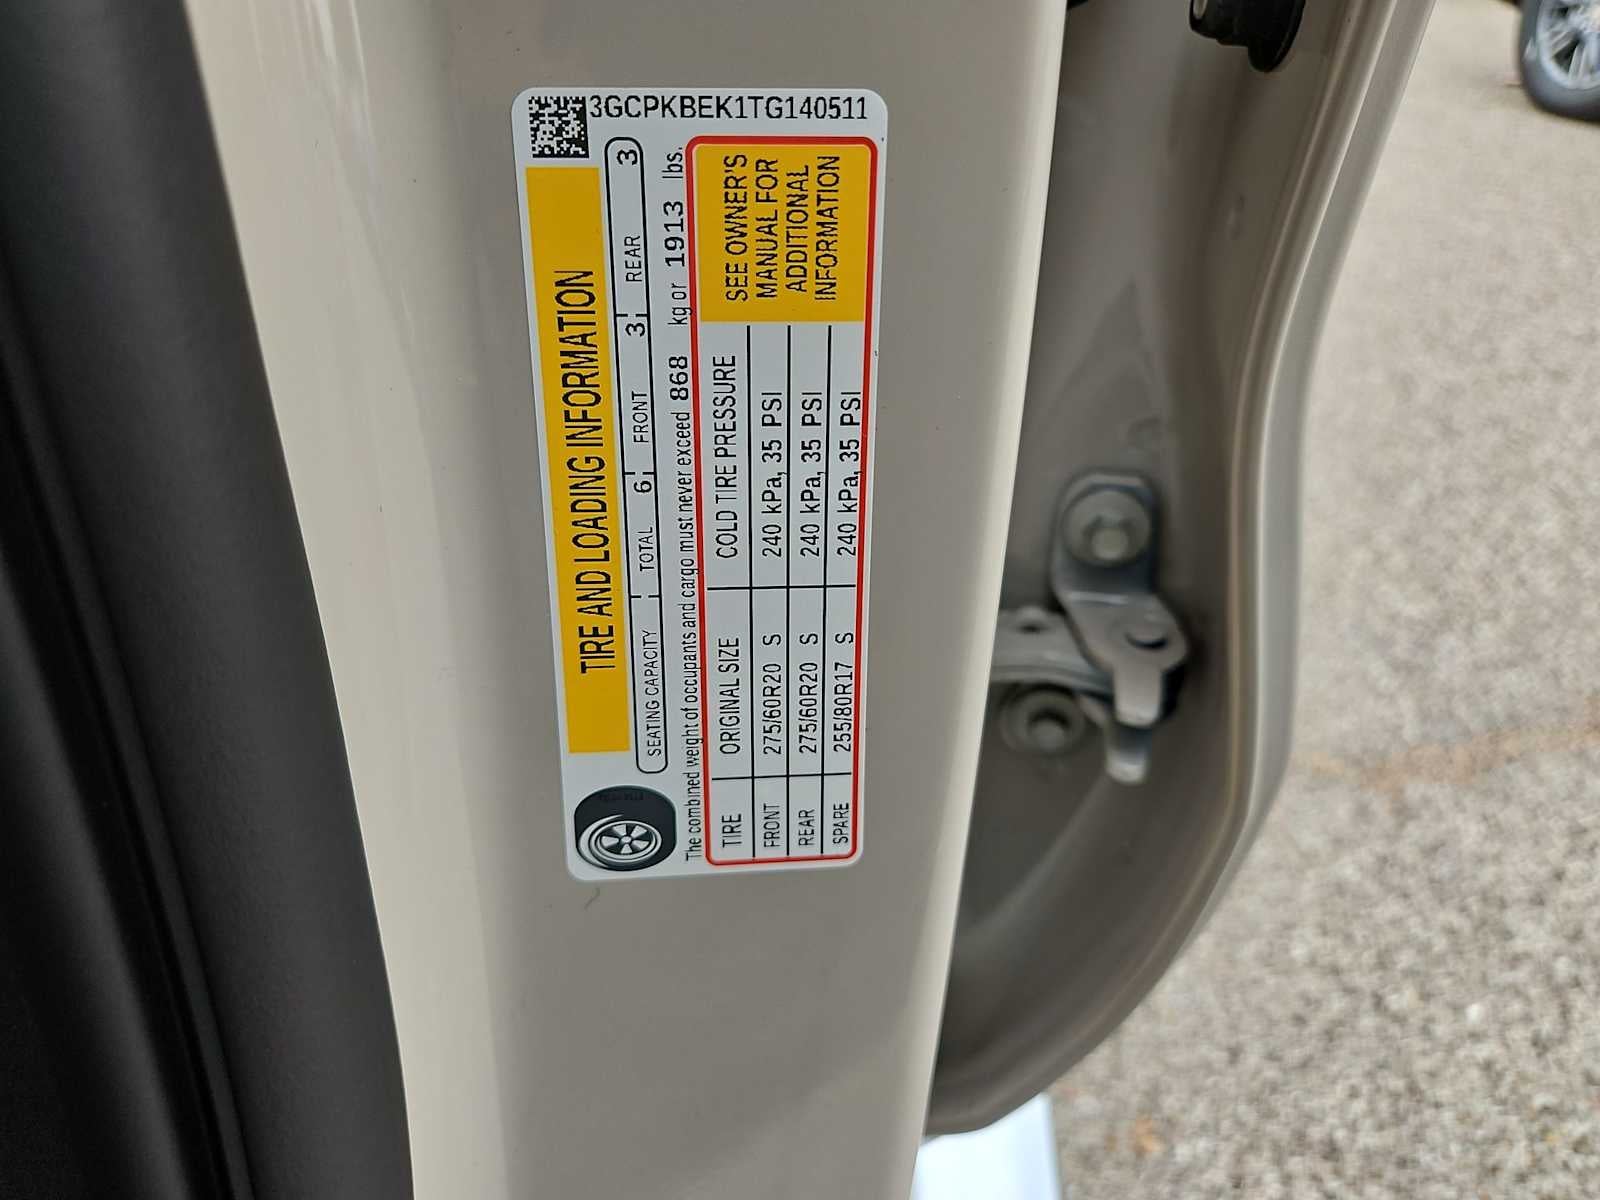 3GCPKBEK1TG140511
TIRE AND LOADING INFORMATION
SEATING CAPACITY TOTAL 6 FRONT 3 REAR 3
The combined weight of occupants and cargo must never exceed 868 kg or 1913 lbs.
TIRE ORIGINAL SIZE COLD TIRE PRESSURE
FRONT 275/60R20 S 240 kPa, 35 PSI
REAR 275/60R20 S 240 kPa, 35 PSI
SPARE 255/80R17 S 240 kPa, 35 PSI
SEE OWNER'S
MANUAL FOR
ADDITIONAL
INFORMATION